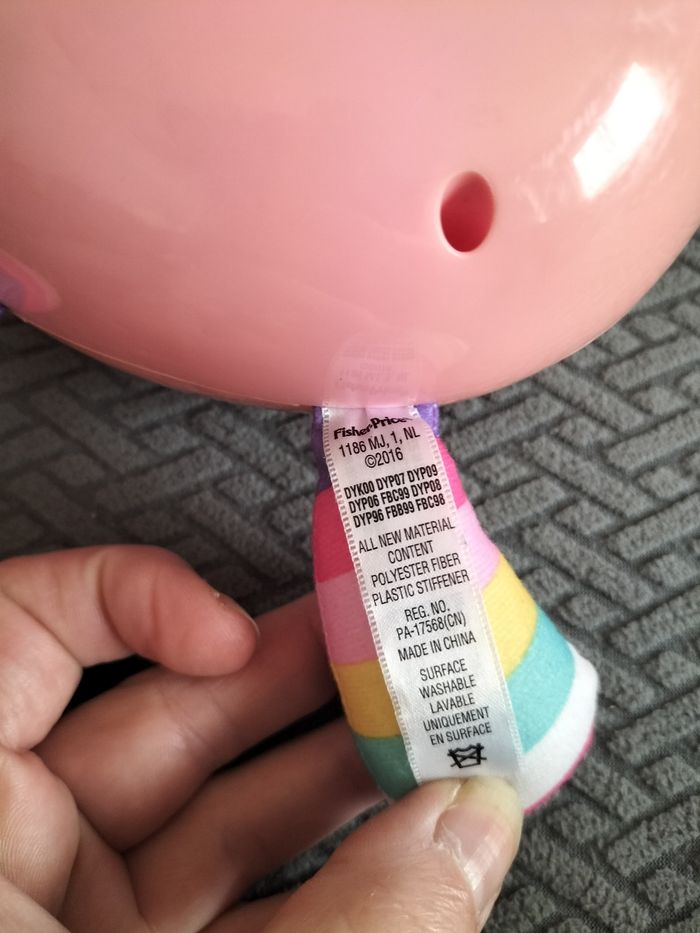 Fisher-Price
1186 MJ, 1, NL
©2016
DYK00 DYP07 DYP09
DYP06 FBC99 DYP08
DYP96 FBB99 FBC98
ALL NEW MATERIAL
CONTENT
POLYESTER FIBER
PLASTIC STIFFENER
REG. NO.
PA-17568(CN)
MADE IN CHINA
SURFACE
WASHABLE
LAVABLE
UNIQUEMENT
EN SURFACE